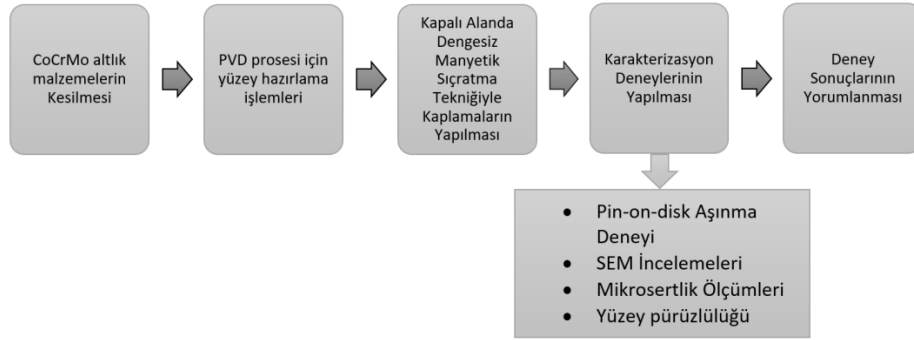 CoCrMo altlık
malzemelerin
Kesilmesi
PVD prosesi için
yüzey hazırlama
işlemleri
Kapalı Alanda
Dengesiz
Manyetik
Sıçratma
Tekniğiyle
Kaplamaların
Yapılması
Karakterizasyon
Deneylerinin
Yapılması
Deney
Sonuçlarının
Yorumlanması
• Pin-on-disk Aşınma
Deneyi
• SEM İncelemeleri
• Mikrosertlik Ölçümleri
• Yüzey pürüzlülüğü